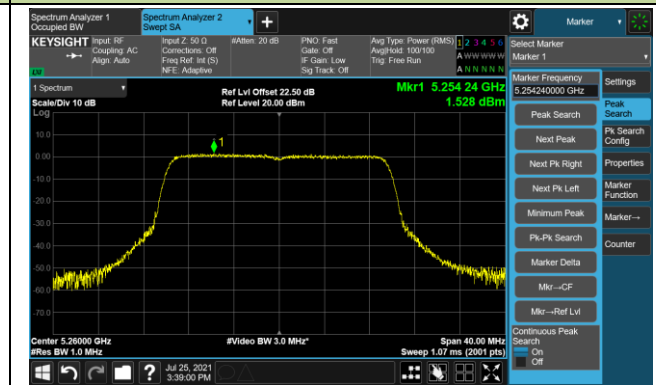 Spectrum Analyzer 1
Occupied BW
Spectrum Analyzer 2
Swept SA
Marker
KEYSIGHT
Input: RF
Coupling: AC
Align: Auto
Input Z: 50 Ω
Corrections: Off
Freq Ref: Int (S)
NFE: Adaptive
#Atten: 20 dB
PNO: Fast
Gate: Off
IF Gain: Low
Sig Track: Off
Avg Type: Power (RMS)
Avg|Hold: 100/100
Trig: Free Run
1 2 3 4 5 6
A W W W W W
A N N N N N
Select Marker
Marker 1
1 Spectrum
Scale/Div 10 dB
Log
Ref Lvl Offset 22.50 dB
Ref Level 20.00 dBm
Mkr1 5.254 24 GHz
1.528 dBm
10.0
0.00
-10.0
-20.0
-30.0
-40.0
-50.0
-60.0
-70.0
1
Center 5.26000 GHz
#Res BW 1.0 MHz
#Video BW 3.0 MHz*
Span 40.00 MHz
Sweep 1.07 ms (2001 pts)
Marker Frequency
5.254240000 GHz
Peak Search
Next Peak
Next Pk Right
Next Pk Left
Minimum Peak
Pk-Pk Search
Marker Delta
Mkr→CF
Mkr→Ref Lvl
Continuous Peak
Search
On
Off
Settings
Peak
Search
Pk Search
Config
Properties
Marker
Function
Marker→
Counter
Jul 25, 2021
3:39:00 PM